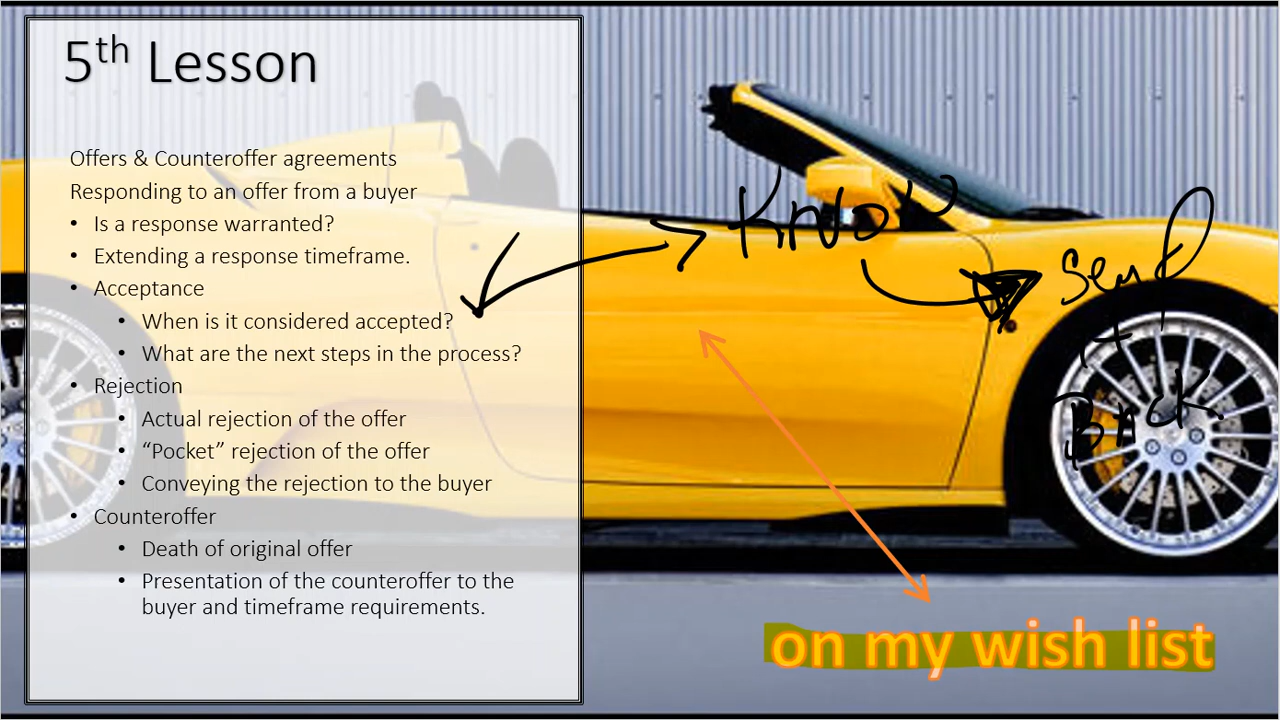 5th Lesson
Offers & Counteroffer agreements
Responding to an offer from a buyer
• Is a response warranted?
• Extending a response timeframe.
• Acceptance
• When is it considered accepted?
• What are the next steps in the process?
• Rejection
• Actual rejection of the offer
• “Pocket” rejection of the offer
• Conveying the rejection to the buyer
• Counteroffer
• Death of original offer
• Presentation of the counteroffer to the
buyer and timeframe requirements.
on my wish list